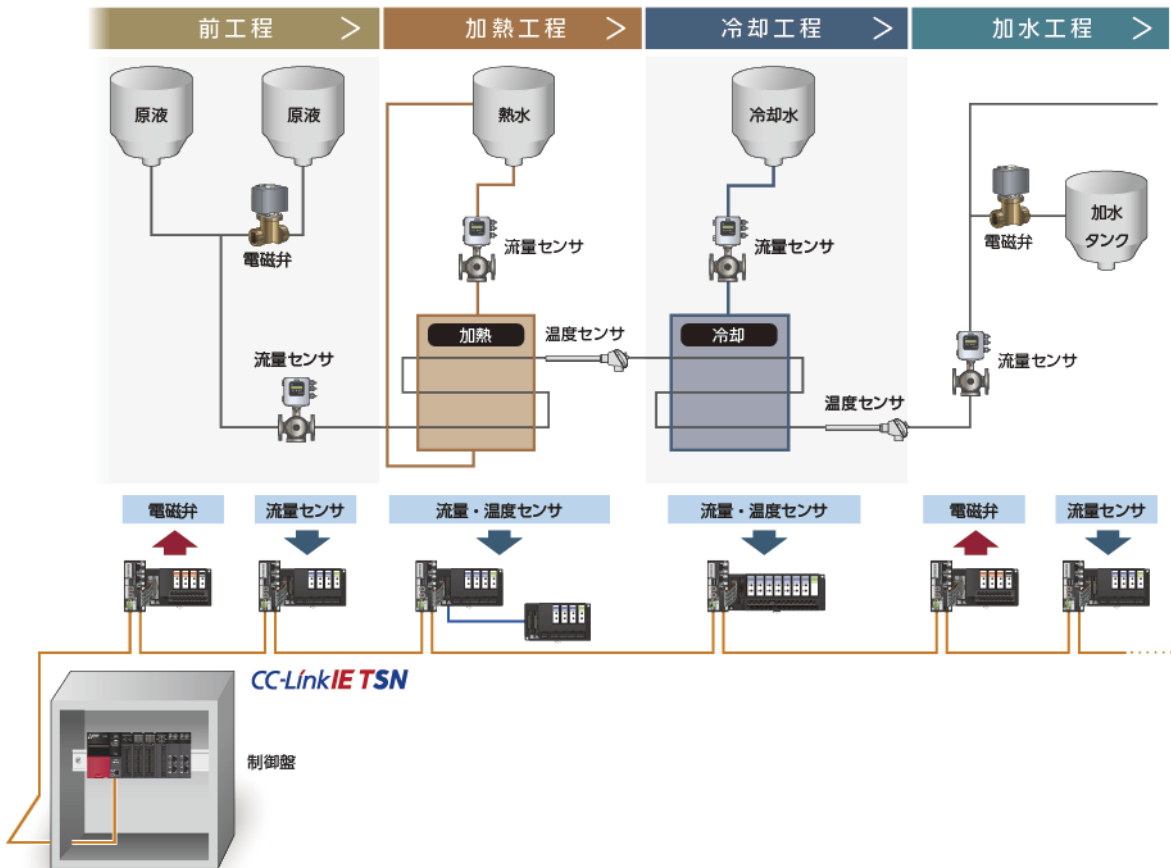 前工程 >
加熱工程 >
冷却工程 >
加水工程 >
原液
原液
熱水
冷却水
加水
タンク
電磁弁
流量センサ
流量センサ
電磁弁
加熱
温度センサ
冷却
流量センサ
流量センサ
温度センサ
電磁弁
流量センサ
流量・温度センサ
流量・温度センサ
電磁弁
流量センサ
CC-Link IE TSN
制御盤